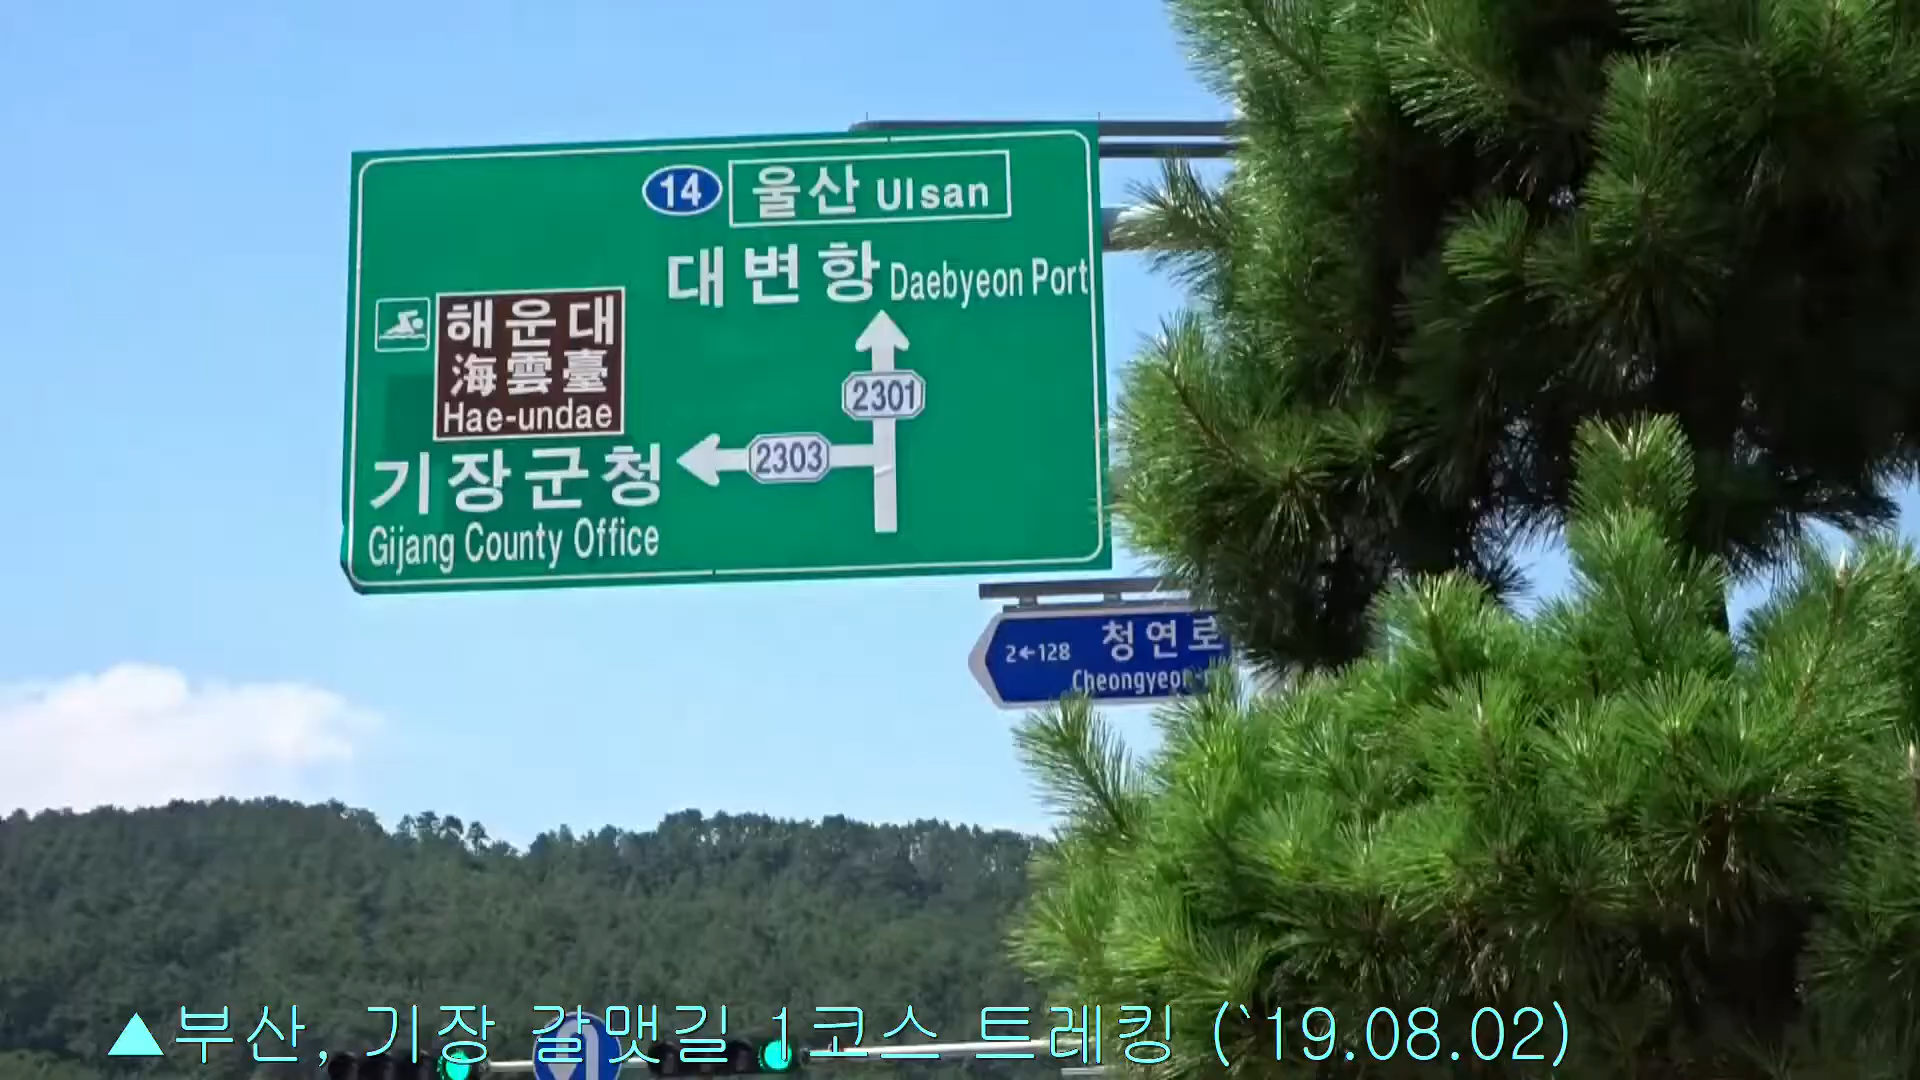 14 울산 Ulsan
대변항 Daebyeon Port
해운대
海雲臺
Hae-undae
2301
2303
기장군청
Gijang County Office
2←128 청연로
▲부산, 기장 갈맷길 1코스 트레킹 (`19.08.02)